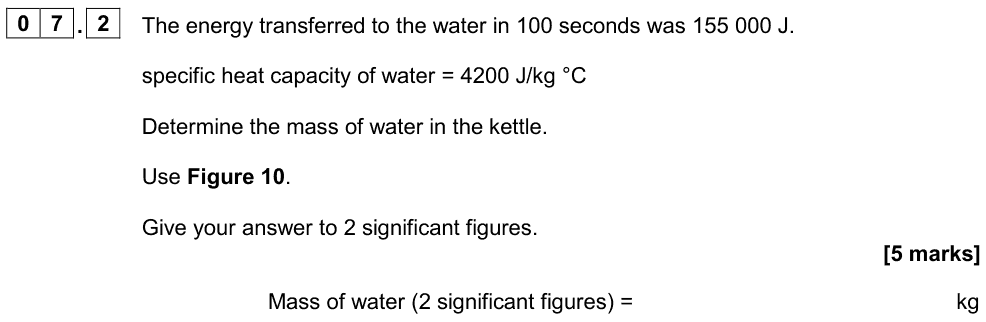 0 7 . 2 The energy transferred to the water in 100 seconds was 155 000 J.
specific heat capacity of water = 4200 J/kg °C
Determine the mass of water in the kettle.
Use Figure 10.
Give your answer to 2 significant figures.
[5 marks]
Mass of water (2 significant figures) = kg